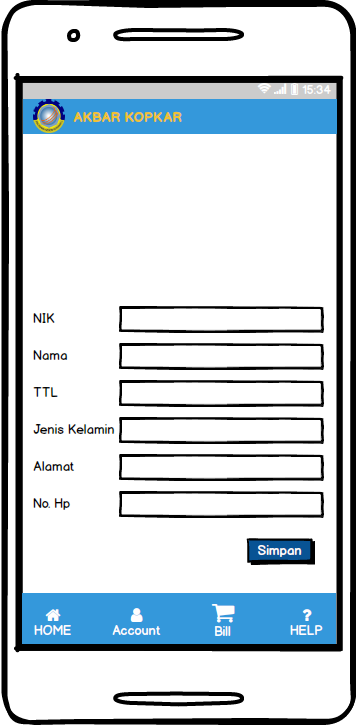 15:34
AKBAR KOPKAR
NIK
Nama
TTL
Jenis Kelamin
Alamat
No. Hp
Simpan
HOME Account Bill HELP